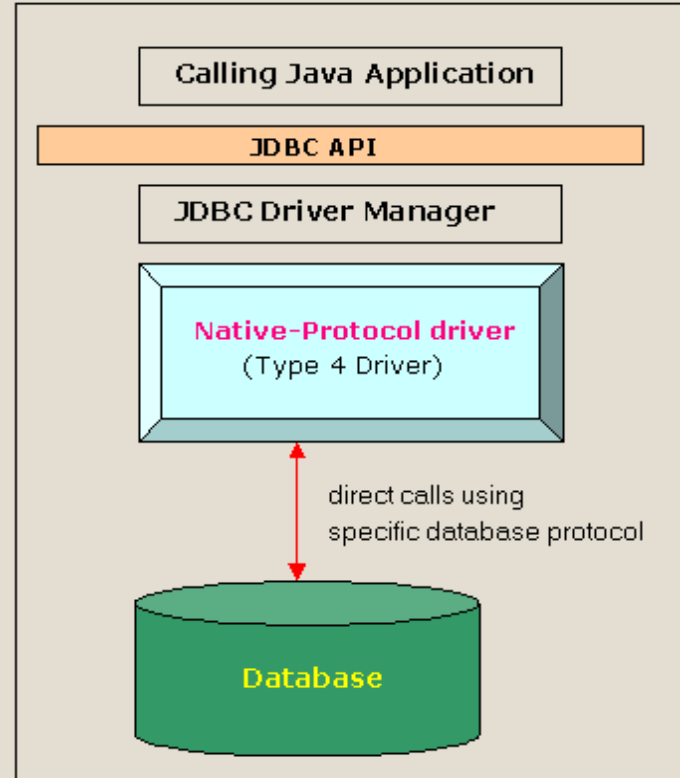 Calling Java Application
JDBC API
JDBC Driver Manager
Native-Protocol driver
(Type 4 Driver)
direct calls using
specific database protocol
Database